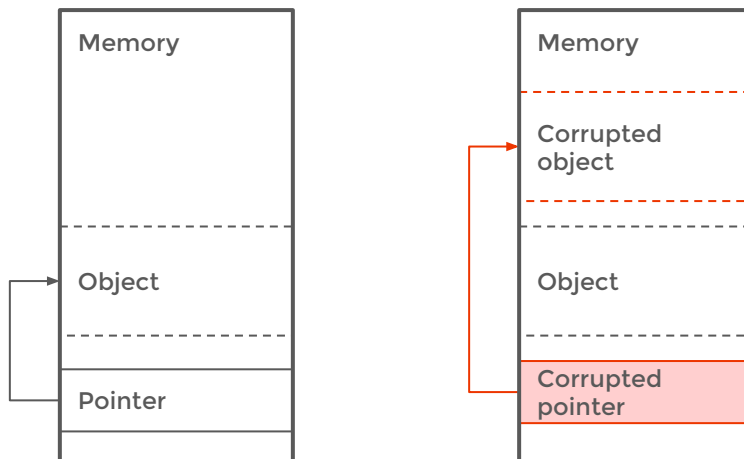 Memory
Object
Pointer
Memory
Corrupted
object
Object
Corrupted
pointer